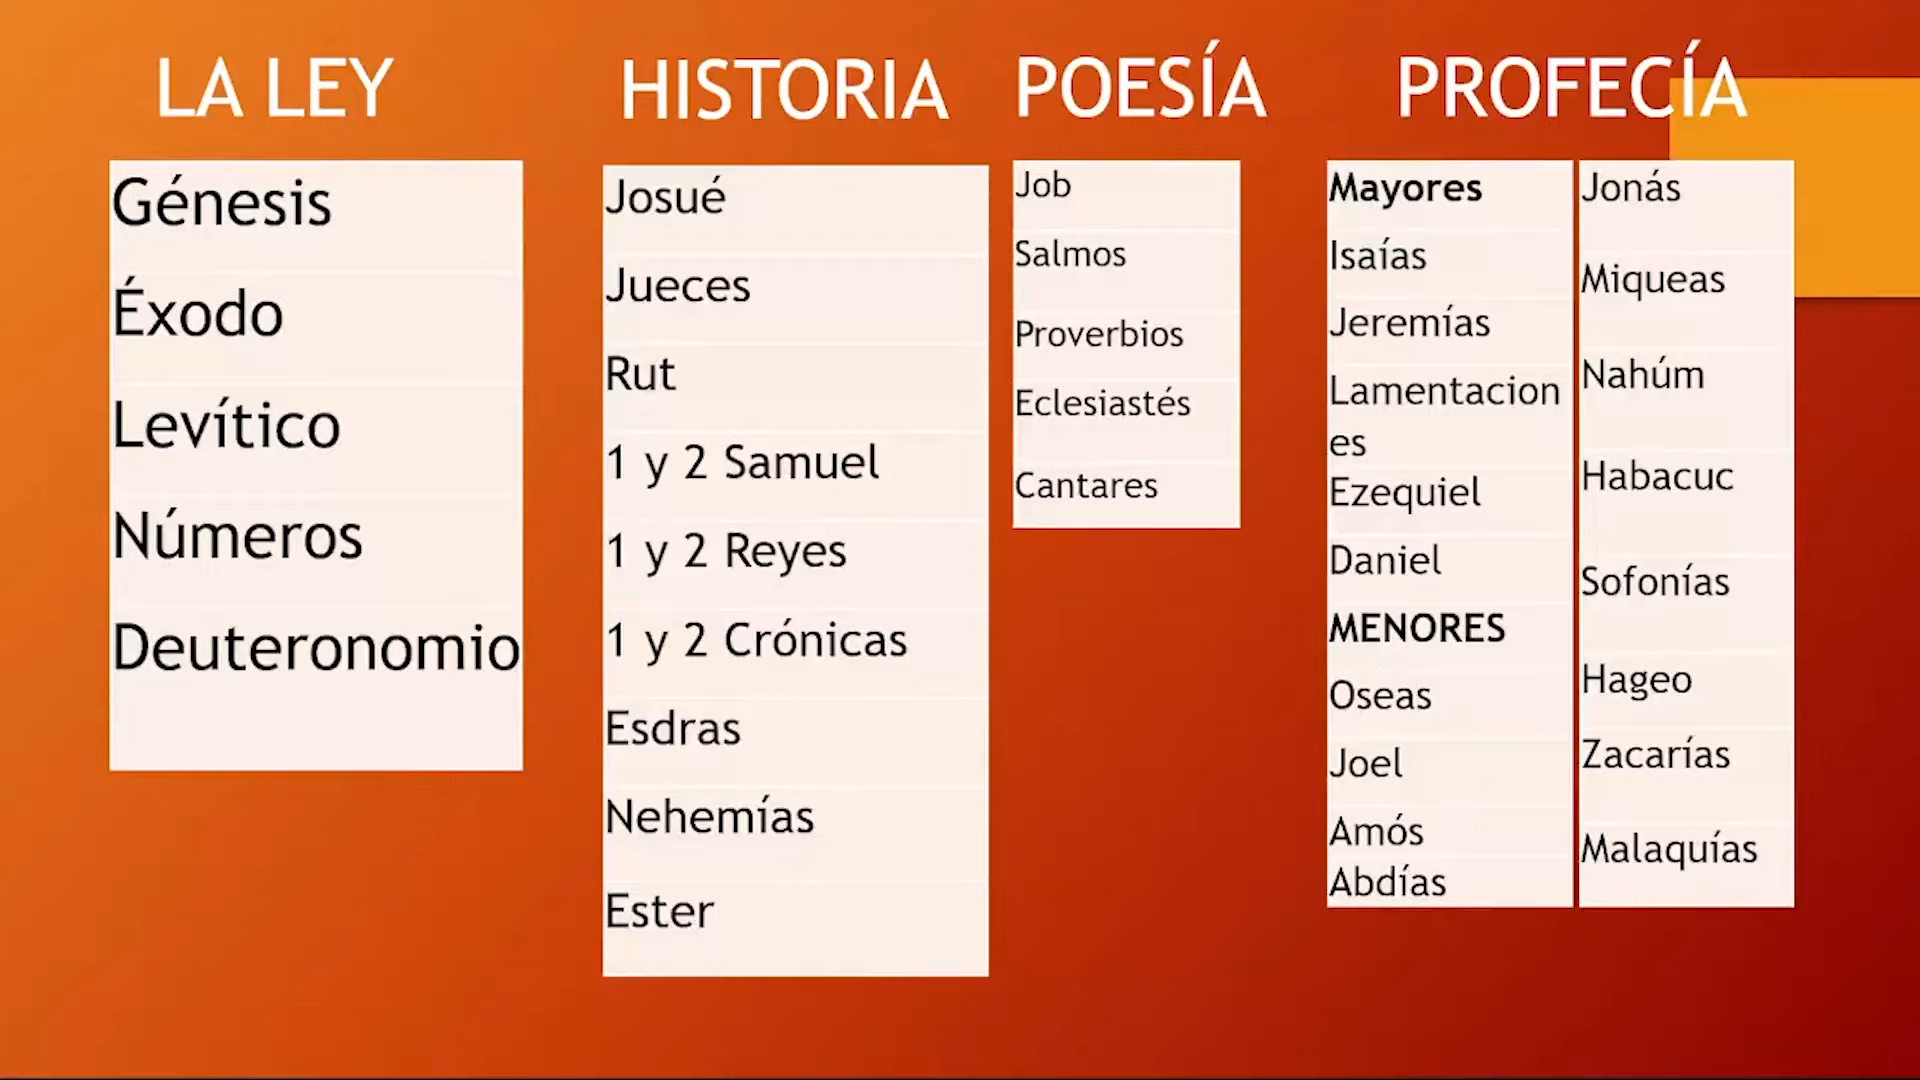 LA LEY
Génesis
Éxodo
Levítico
Números
Deuteronomio
HISTORIA
Josué
Jueces
Rut
1 y 2 Samuel
1 y 2 Reyes
1 y 2 Crónicas
Esdras
Nehemías
Ester
POESÍA
Job
Salmos
Proverbios
Eclesiastés
Cantares
PROFECÍA
Mayores
Isaías
Jeremías
Lamentacion
es
Ezequiel
Daniel
MENORES
Oseas
Joel
Amós
Abdías
Jonás
Miqueas
Nahúm
Habacuc
Sofonías
Hageo
Zacarías
Malaquías